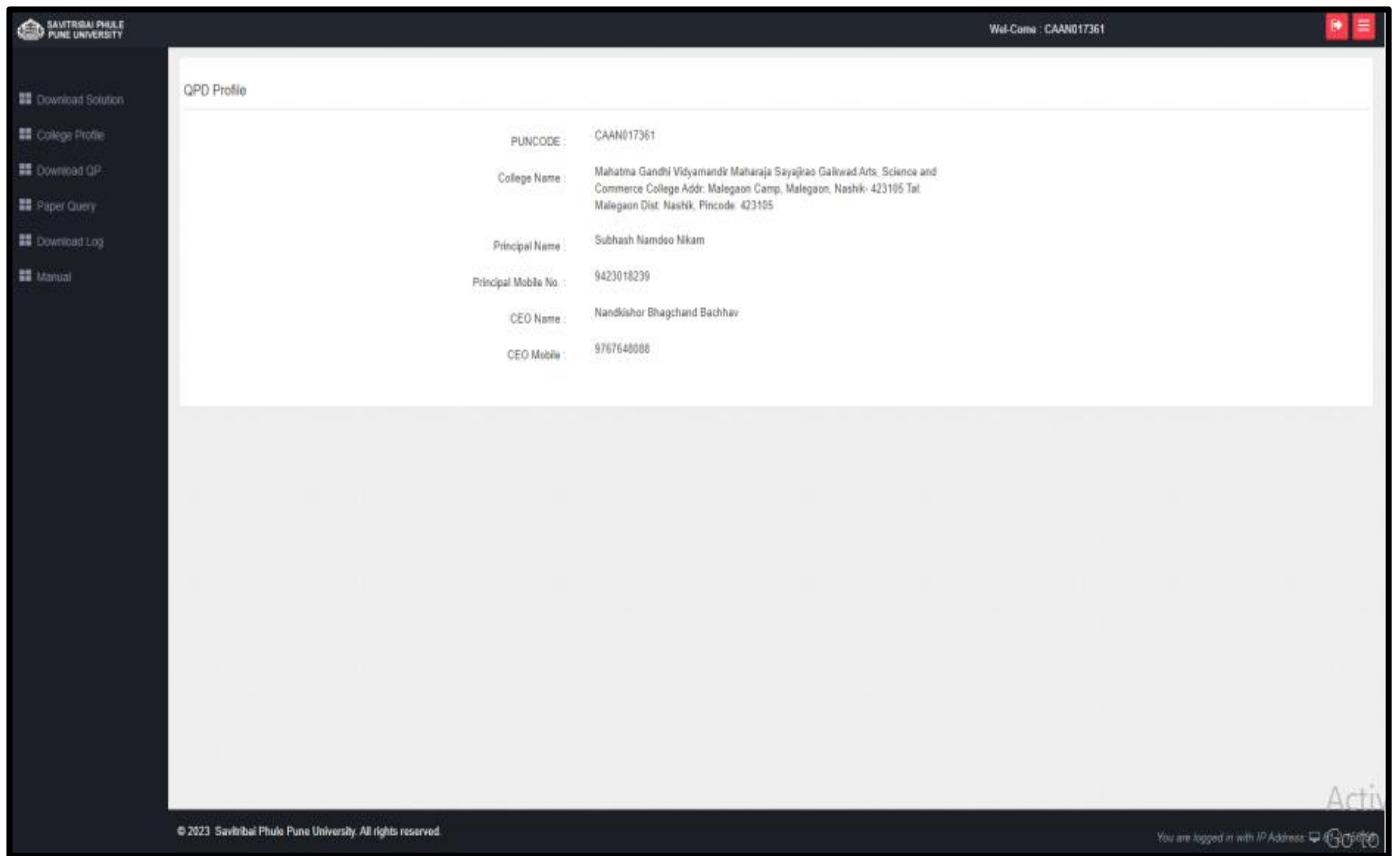 SAVITRIBAI PHULE
PUNE UNIVERSITY
Wel-Come : CAAN017361
Download Solution
College Profile
Download QP
Paper Query
Download Log
Manual
QPD Profile
PUNCODE : CAAN017361
College Name : Mahatma Gandhi Vidyamandir Maharaja Sayajirao Gaikwad Arts, Science and
Commerce College Addr: Malegaon Camp, Malegaon, Nashik- 423105 Tal:
Malegaon Dist: Nashik, Pincode: 423105
Principal Name : Subhash Namdeo Nikam
Principal Mobile No. : 9423018239
CEO Name : Nandkishor Bhagchand Bachhav
CEO Mobile : 9767648088
Activ
© 2023 Savitribai Phule Pune University. All rights reserved.
You are logged in with IP Address:
Go to